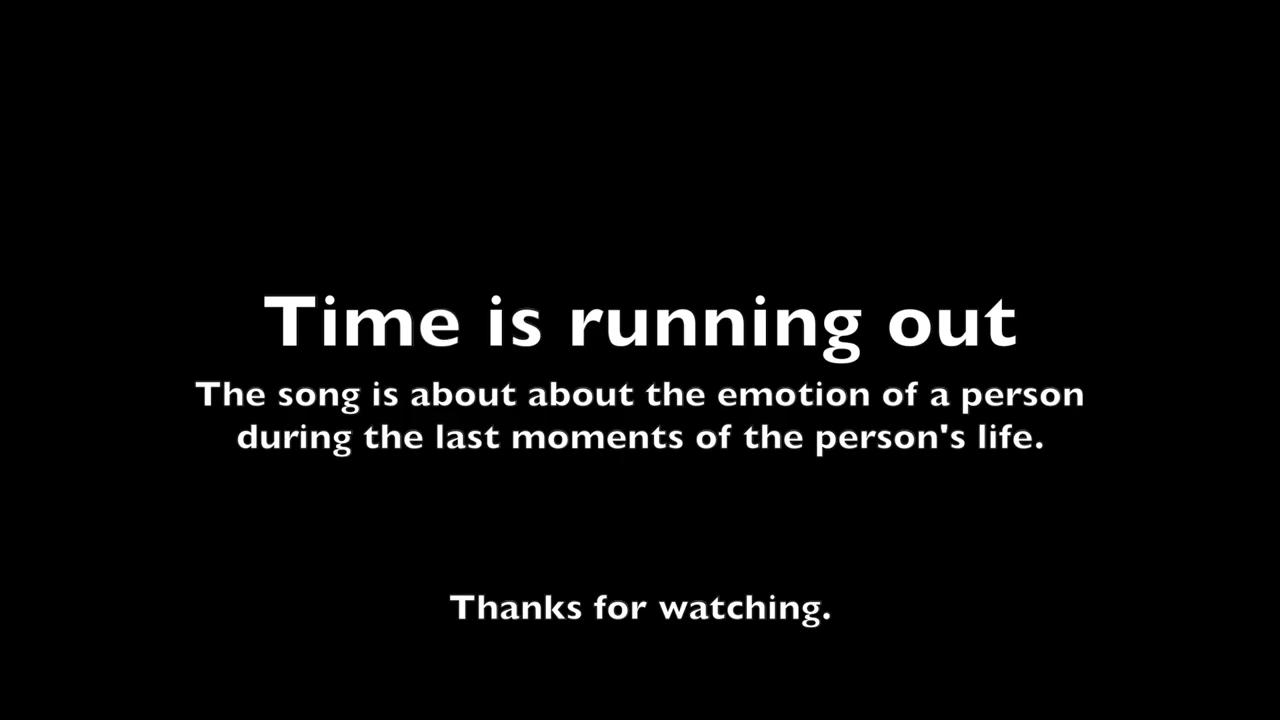 Time is running out
The song is about about the emotion of a person
during the last moments of the person's life.
Thanks for watching.